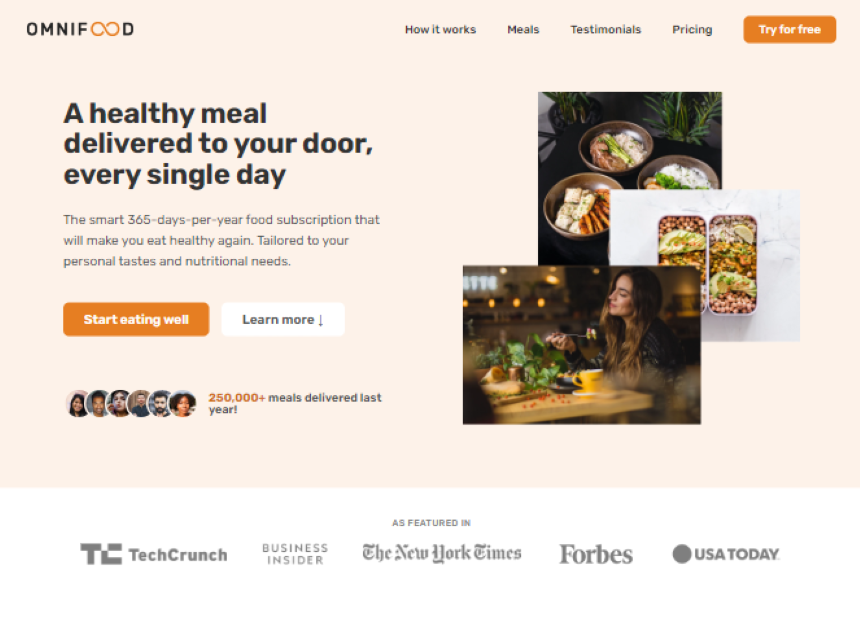 OMNIFOOD
How it works
Meals
Testimonials
Pricing
Try for free
A healthy meal
delivered to your door,
every single day
The smart 365-days-per-year food subscription that
will make you eat healthy again. Tailored to your
personal tastes and nutritional needs.
Start eating well
Learn more ↓
250,000+ meals delivered last
year!
AS FEATURED IN
TC TechCrunch
BUSINESS
INSIDER
The New York Times
Forbes
USA TODAY